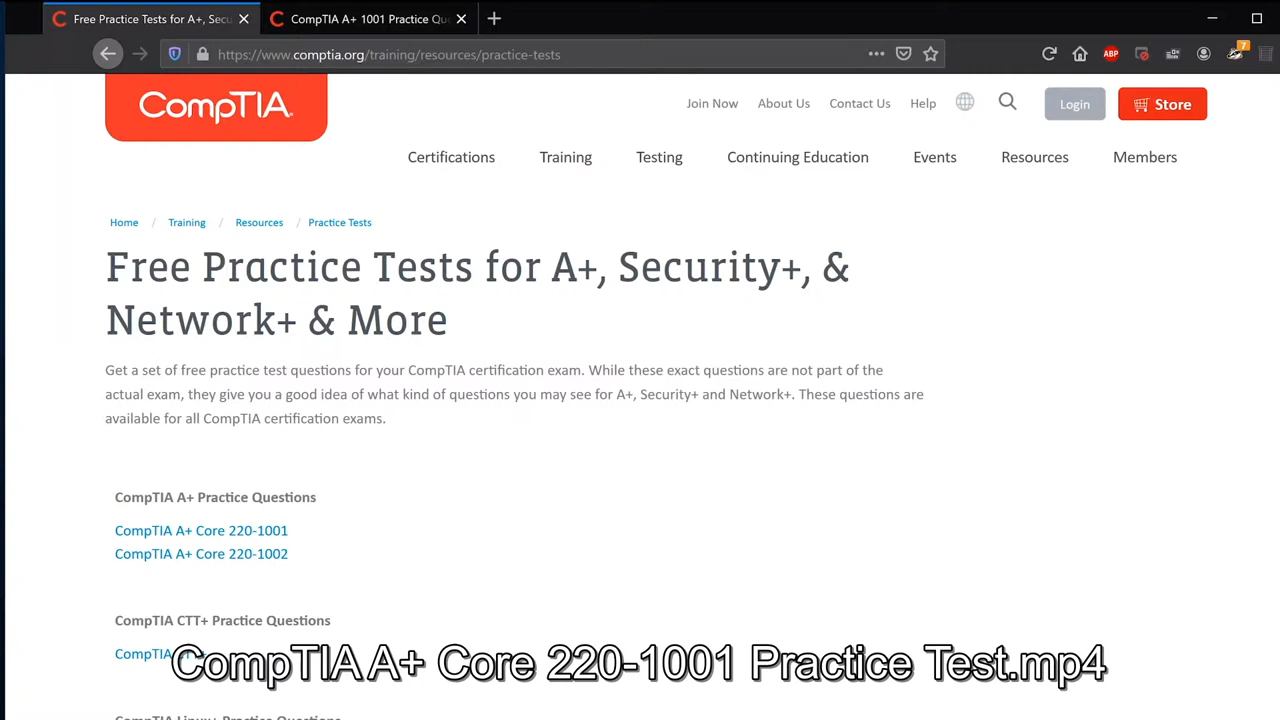 Free Practice Tests for A+, Secu
CompTIA A+ 1001 Practice Qu
https://www.comptia.org/training/resources/practice-tests
ABP
7
CompTIA.
Join Now About Us Contact Us Help Login Store
Certifications Training Testing Continuing Education Events Resources Members
Home / Training / Resources / Practice Tests
Free Practice Tests for A+, Security+, &
Network+ & More
Get a set of free practice test questions for your CompTIA certification exam. While these exact questions are not part of the
actual exam, they give you a good idea of what kind of questions you may see for A+, Security+ and Network+. These questions are
available for all CompTIA certification exams.
CompTIA A+ Practice Questions
CompTIA A+ Core 220-1001
CompTIA A+ Core 220-1002
CompTIA CTT+ Practice Questions
CompTIA A+ Core 220-1001 Practice Test.mp4
CompTIA Linux+ Practice Questions